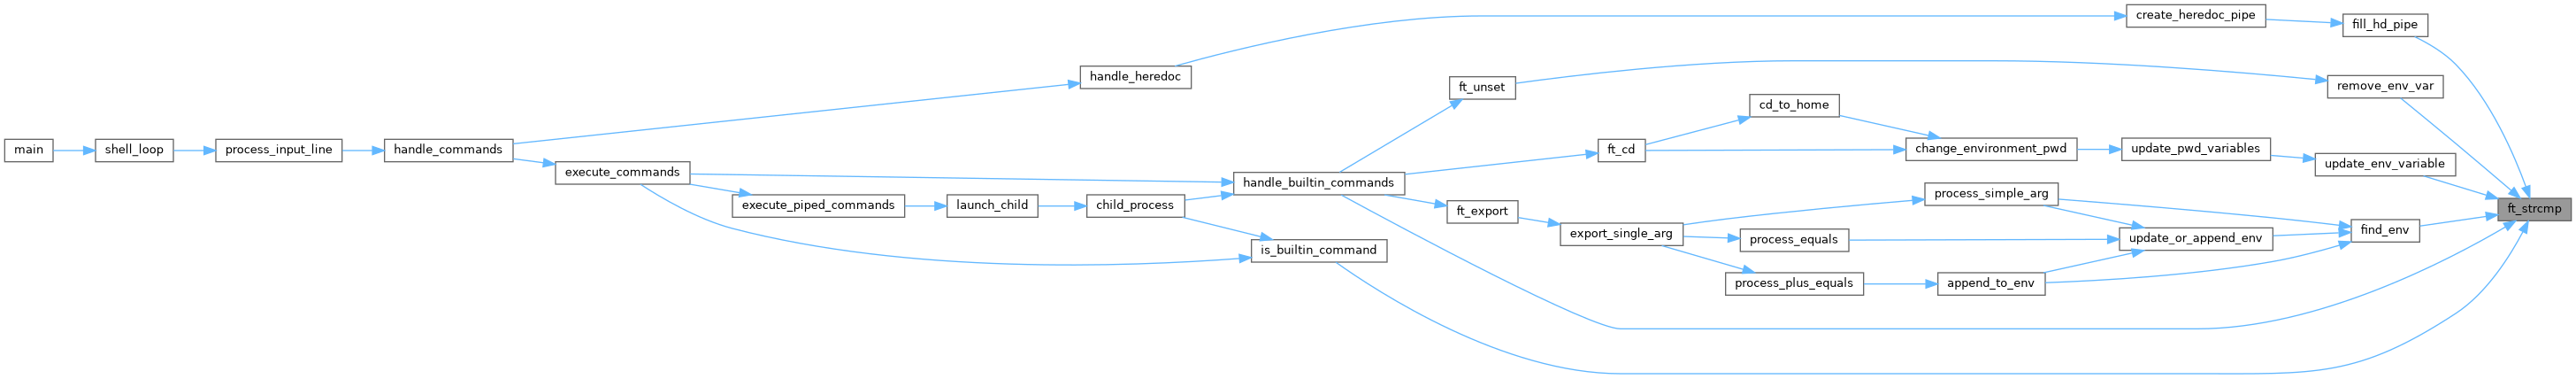 main
shell_loop
process_input_line
handle_commands
handle_heredoc
execute_commands
execute_piped_commands
launch_child
child_process
handle_builtin_commands
is_builtin_command
ft_unset
ft_cd
ft_export
cd_to_home
export_single_arg
process_equals
process_plus_equals
change_environment_pwd
process_simple_arg
append_to_env
create_heredoc_pipe
update_pwd_variables
update_or_append_env
fill_hd_pipe
remove_env_var
update_env_variable
find_env
ft_strcmp